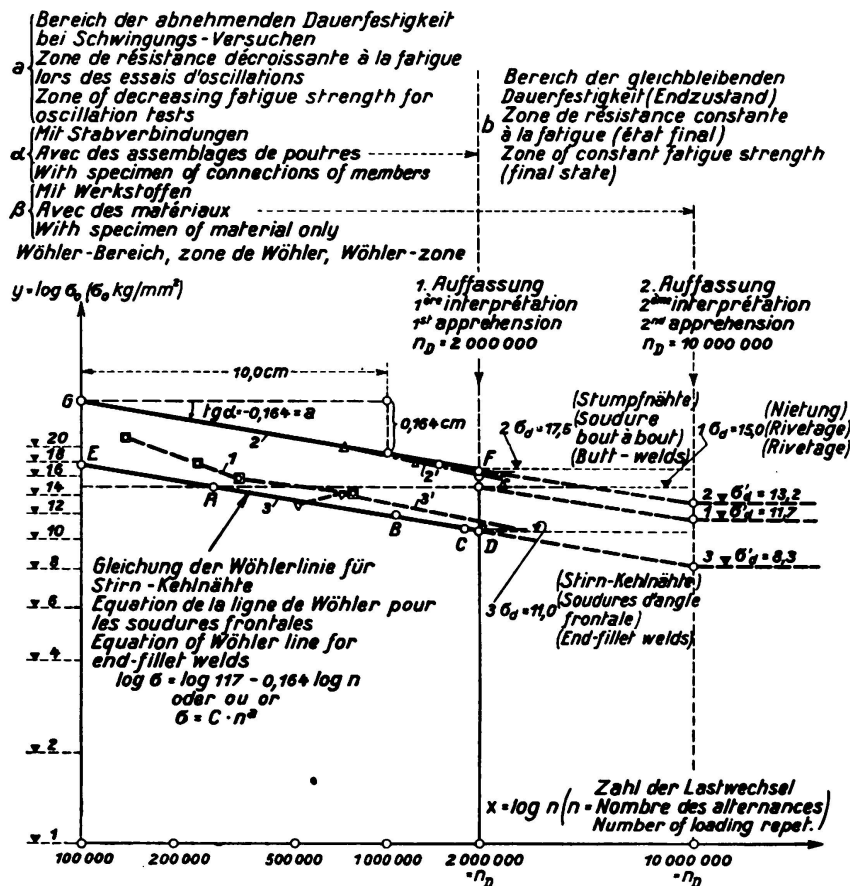 a
Bereich der abnehmenden Dauerfestigkeit
bei Schwingungs-Versuchen
Zone de résistance décroissante à la fatigue
lors des essais d'oscillations
Zone of decreasing fatigue strength for
oscillation tests
α
Mit Stabverbindungen
Avec des assemblages de poutres
With specimen of connections of members
β
Mit Werkstoffen
Avec des matériaux
With specimen of material only
b
Bereich der gleichbleibenden
Dauerfestigkeit (Endzustand)
Zone de résistance constante
à la fatigue (état final)
Zone of constant fatigue strength
(final state)
Wöhler-Bereich, zone de Wöhler, Wöhler-zone
y = log σ₀ (σ₀ kg/mm²)
1. Auffassung
1ère interprétation
1st apprehension
n_D = 2 000 000
2. Auffassung
2ème interprétation
2nd apprehension
n_D = 10 000 000
10,0cm
G
tgα = -0,164 = a
0,164cm
2'
2'
F
2 σd = 17,5
(Stumpfnähte)
(Soudure
bout à bout)
(Butt-welds)
1 σd = 15,0
(Nietung)
(Rivetage)
(Rivetage)
20
18
16
14
12
10
8
6
4
2
1
E
1
A
3'
3'
B
C
D
2 σ'd = 13,2
1 σ'd = 11,7
3 σ'd = 8,3
3 σd = 11,0
(Stirn-Kehlnähte)
(Soudures d'angle
frontale)
(End-fillet welds)
Gleichung der Wöhlerlinie für
Stirn-Kehlnähte
Equation de la ligne de Wöhler pour
les soudures frontales
Equation of Wöhler line for
end-fillet welds
log σ = log 117 - 0,164 log n
oder ou or
σ = C · nᵃ
x = log n (n =
Zahl der Lastwechsel
Nombre des alternances)
Number of loading repet.
100 000
200 000
500 000
1 000 000
2 000 000
= n_D
10 000 000
= n_D